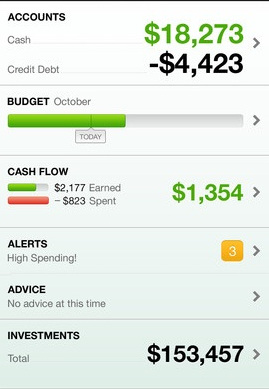 ACCOUNTS
Cash $18,273
Credit Debt -$4,423
BUDGET October
TODAY
CASH FLOW
$2,177 Earned
– $823 Spent
$1,354
ALERTS
High Spending!
3
ADVICE
No advice at this time
INVESTMENTS
Total $153,457